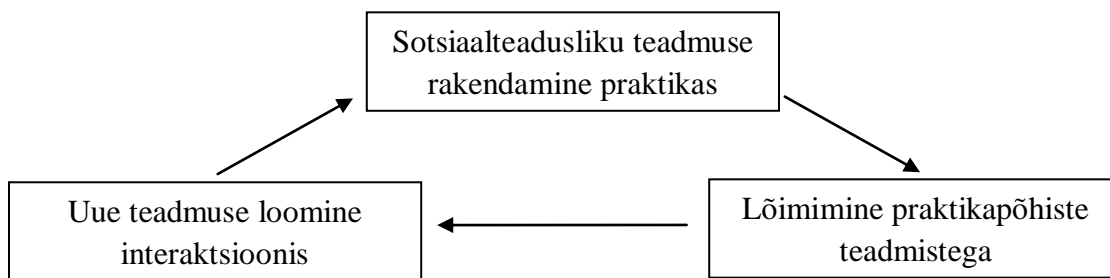 Sotsiaalteadusliku teadmuse
rakendamine praktikas
Uue teadmuse loomine
interaktsioonis
Lõimimine praktikapõhiste
teadmistega